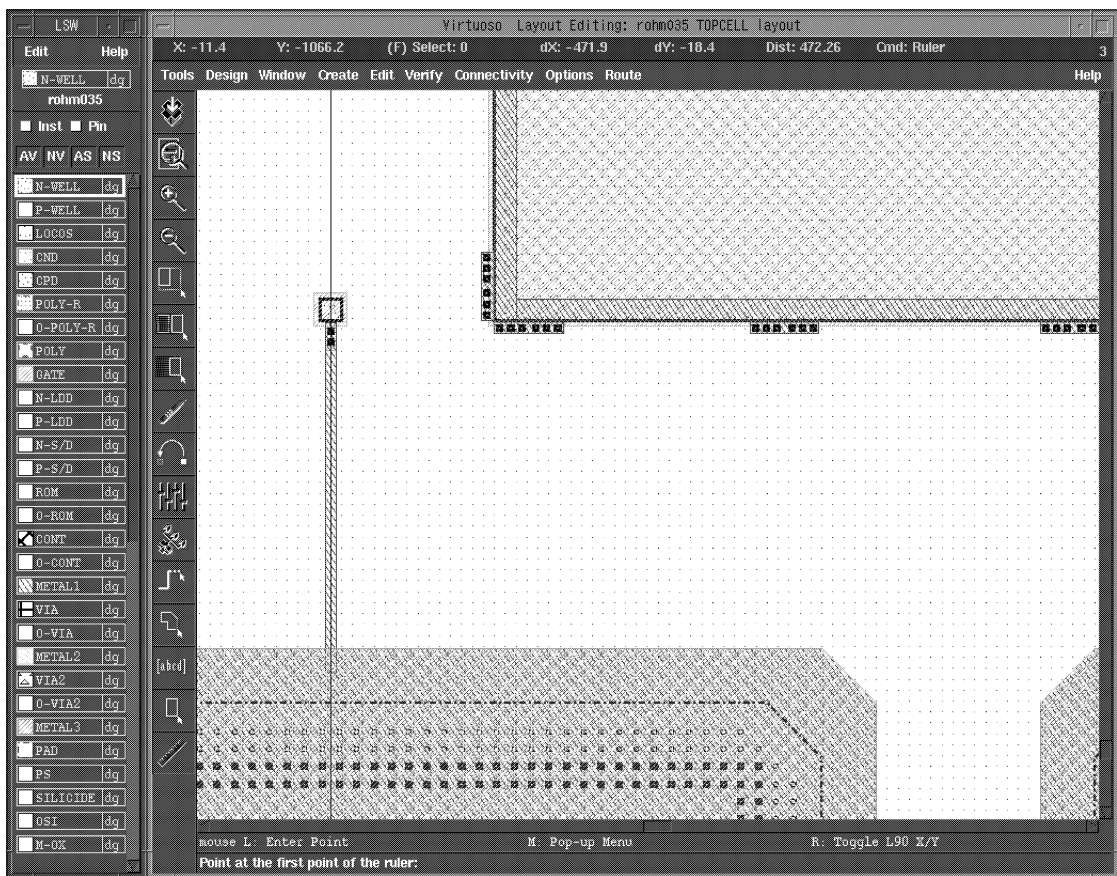 LSW
Edit Help
N-WELL dg
rohm035
Inst Pin
AV NV AS NS
N-WELL dg
P-WELL dg
LOCOS dg
CND dg
CPD dg
POLY-R dg
O-POLY-R dg
POLY dg
GATE dg
N-LDD dg
P-LDD dg
N-S/D dg
P-S/D dg
ROM dg
O-ROM dg
CONT dg
O-CONT dg
METAL1 dg
VIA dg
O-VIA dg
METAL2 dg
VIA2 dg
O-VIA2 dg
METAL3 dg
PAD dg
PS dg
SILICIDE dg
OSI dg
M-OX dg
Virtuoso Layout Editing: rohm035 TOPCELL layout
X: -11.4 Y: -1066.2 (F) Select: 0 dX: -471.9 dY: -18.4 Dist: 472.26 Cmd: Ruler 3
Tools Design Window Create Edit Verify Connectivity Options Route Help
[abcd]
mouse L: Enter Point M: Pop-up Menu R: Toggle L90 X/Y
Point at the first point of the ruler: